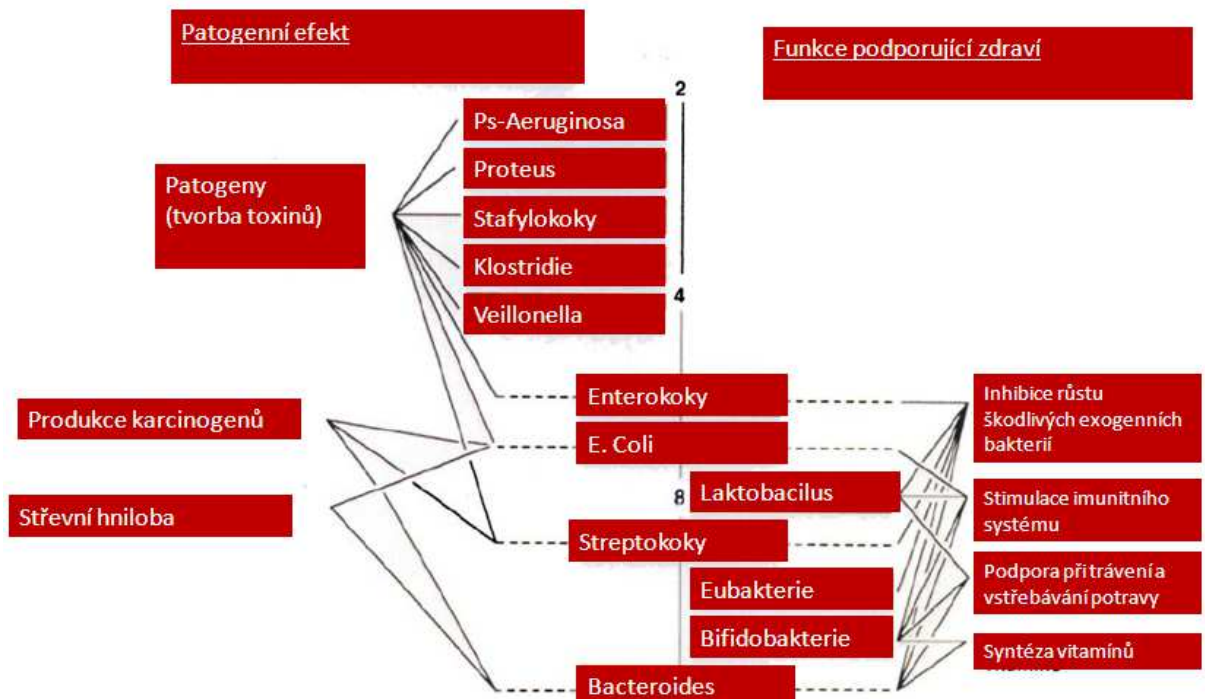 Patogenní efekt
Funkce podporující zdraví
2
Ps-Aeruginosa
Proteus
Patogeny
(tvorba toxinů)
Stafylokoky
Klostridie
4
Veillonella
Enterokoky
Produkce karcinogenů
E. Coli
Inhibice růstu
škodlivých exogenních
bakterií
8
Laktobacilus
Střevní hniloba
Stimulace imunitního
systému
Streptokoky
Eubakterie
Podpora při trávení a
vstřebávání potravy
Bifidobakterie
Syntéza vitamínů
Bacteroides